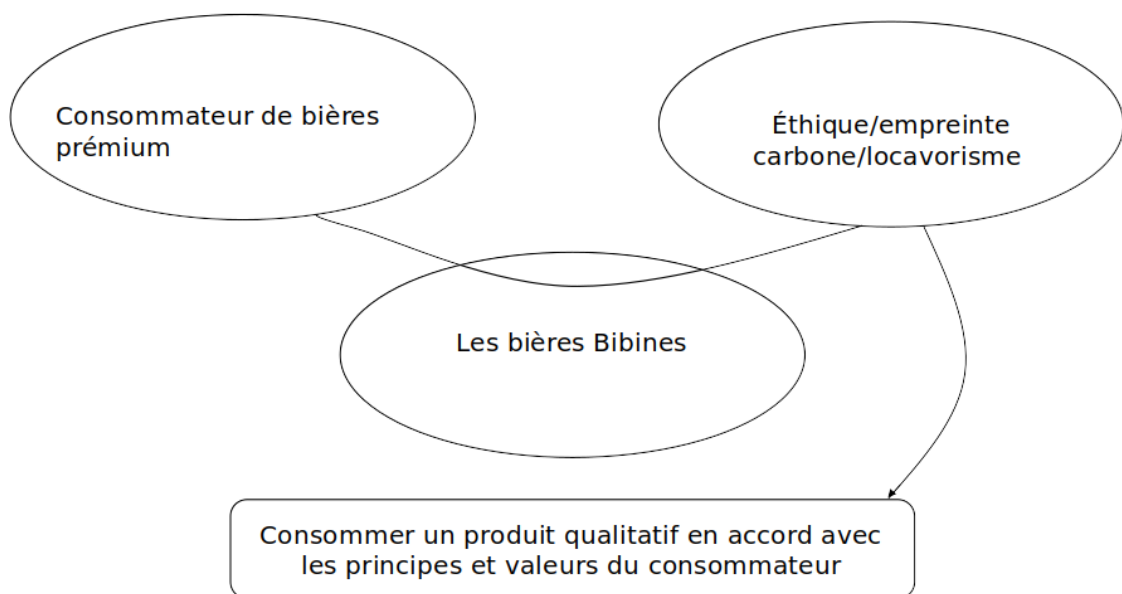 Consommateur de bières
prémium
Éthique/empreinte
carbone/locavorisme
Les bières Bibines
Consommer un produit qualitatif en accord avec
les principes et valeurs du consommateur